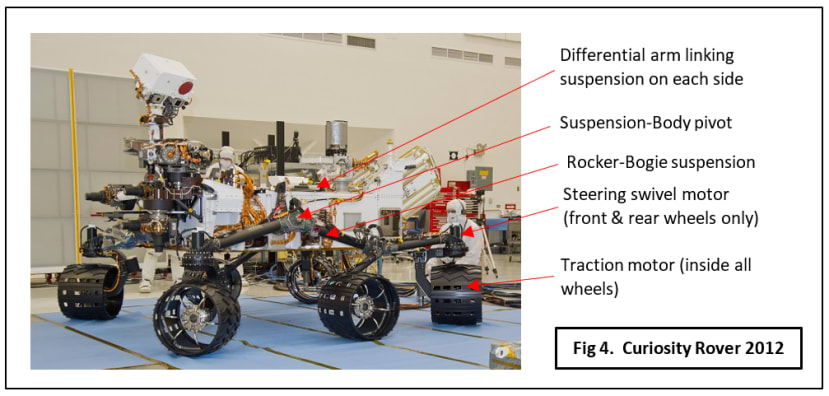 Differential arm linking
suspension on each side
Suspension-Body pivot
Rocker-Bogie suspension
Steering swivel motor
(front & rear wheels only)
Traction motor (inside all
wheels)
Fig 4.  Curiosity Rover 2012